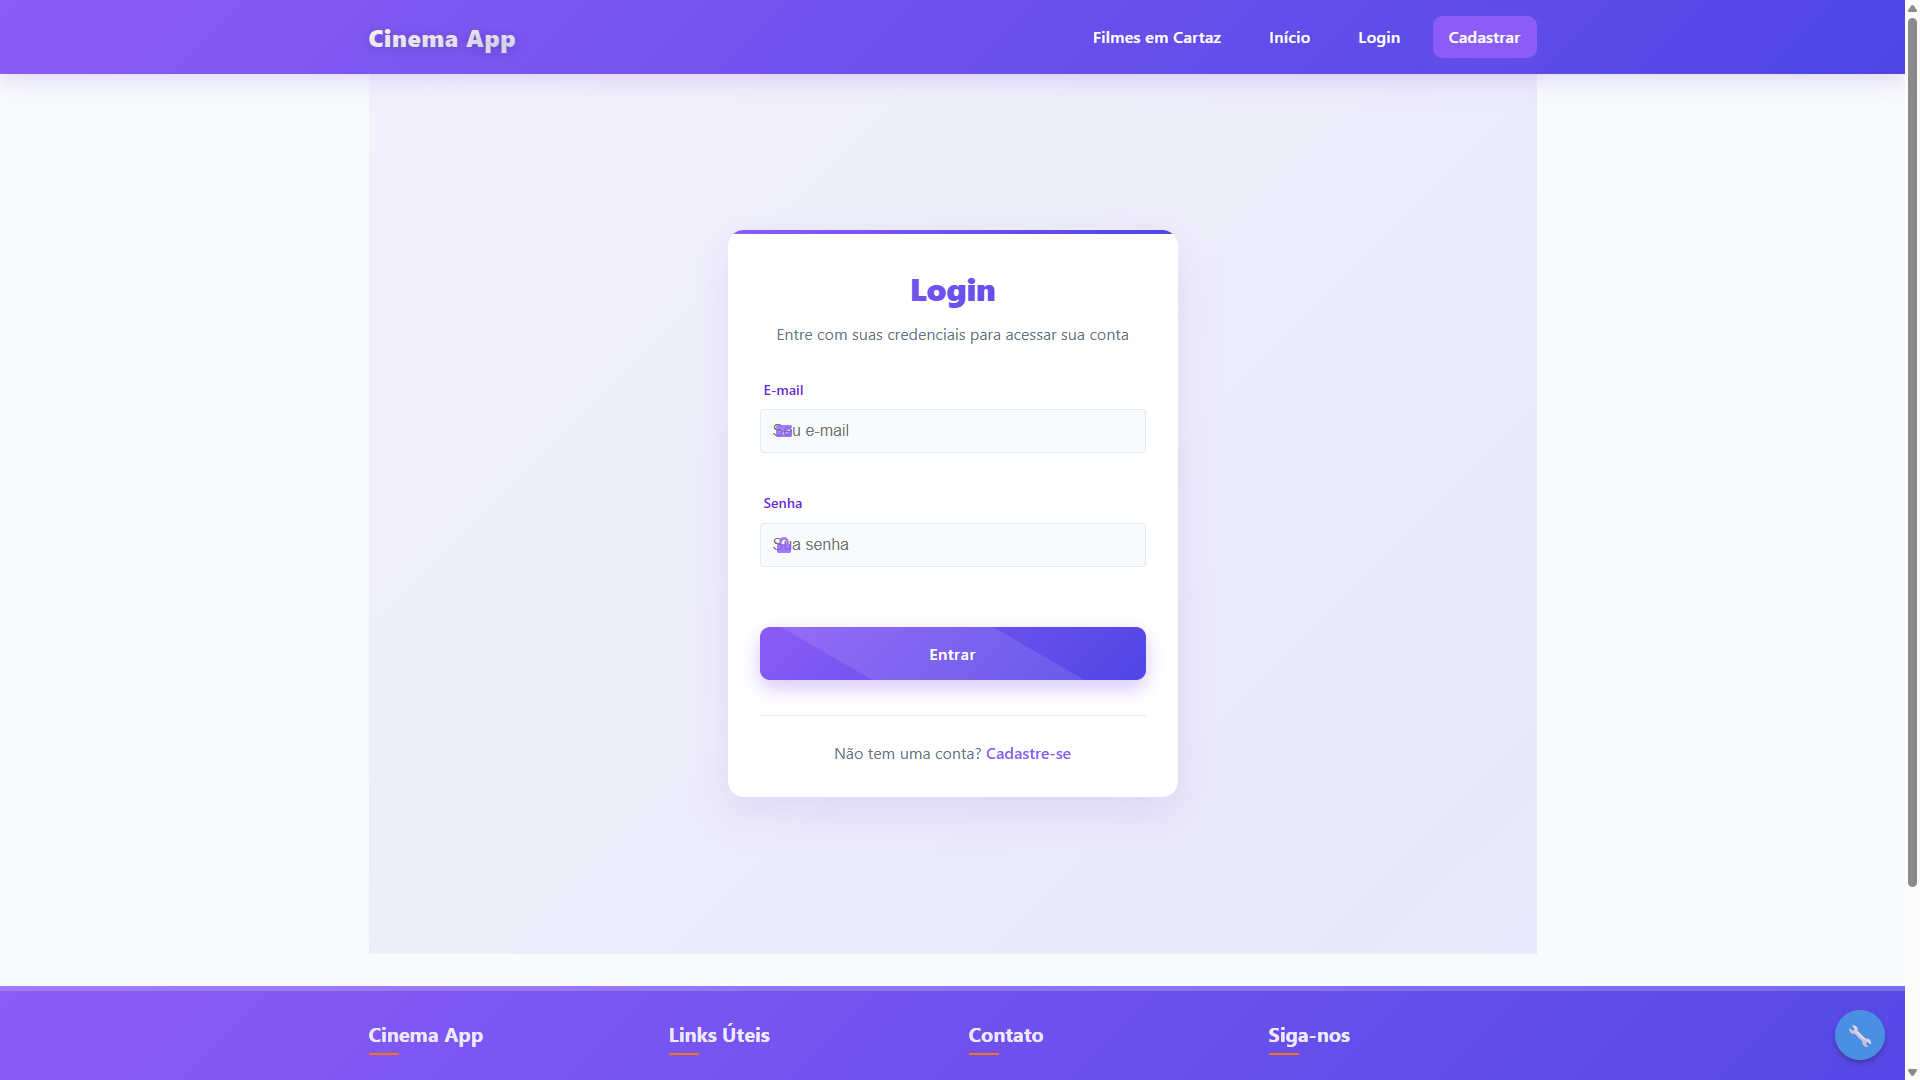 Cinema App
Filmes em Cartaz
Início
Login
Cadastrar
Login
Entre com suas credenciais para acessar sua conta
E-mail
Seu e-mail
Senha
Sua senha
Entrar
Não tem uma conta? Cadastre-se
Cinema App
Links Úteis
Contato
Siga-nos